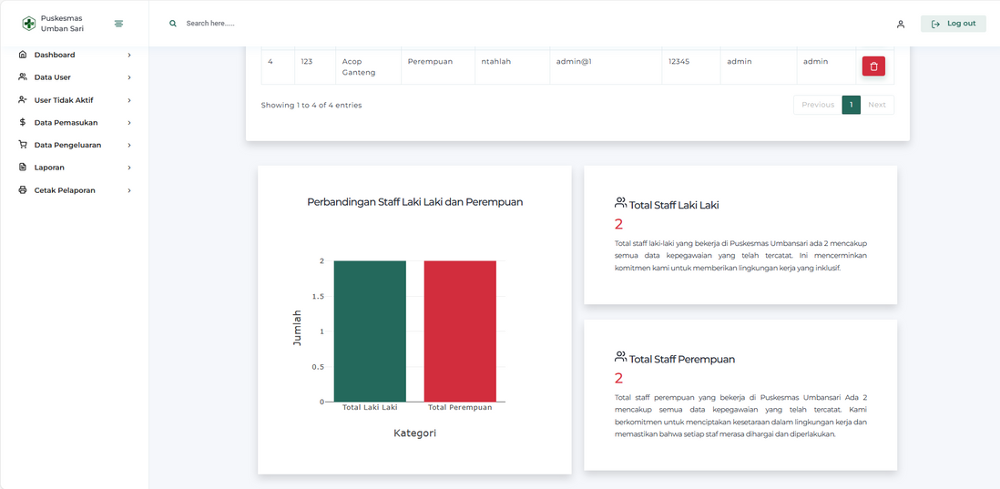 Puskesmas
Umban Sari
Search here.....
Log out
Dashboard
Data User
User Tidak Aktif
Data Pemasukan
Data Pengeluaran
Laporan
Cetak Pelaporan
4 123 Acop Perempuan ntahlah admin@1 12345 admin admin
Ganteng
Showing 1 to 4 of 4 entries
Previous 1 Next
Perbandingan Staff Laki Laki dan Perempuan
2
1.5
1
0.5
0
Jumlah
Total Laki Laki Total Perempuan
Kategori
Total Staff Laki Laki
2
Total staff laki-laki yang bekerja di Puskesmas Umbansari ada 2 mencakup
semua data kepegawaian yang telah tercatat. Ini mencerminkan
komitmen kami untuk memberikan lingkungan kerja yang inklusif.
Total Staff Perempuan
2
Total staff perempuan yang bekerja di Puskesmas Umbansari Ada 2
mencakup semua data kepegawaian yang telah tercatat. Kami
berkomitmen untuk menciptakan kesetaraan dalam lingkungan kerja dan
memastikan bahwa setiap staf merasa dihargai dan diperlakukan.